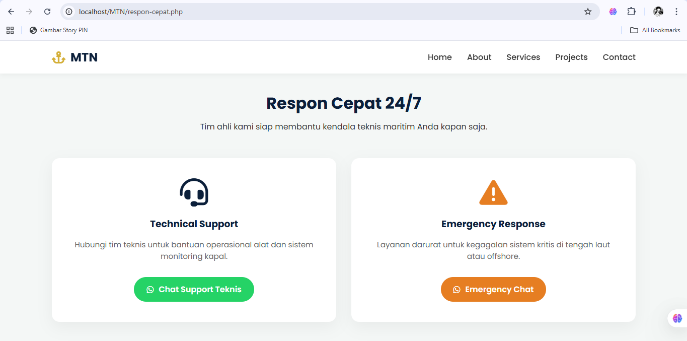 localhost/MTN/respon-cepat.php
Gambar Story PIN
All Bookmarks
MTN
Home About Services Projects Contact
Respon Cepat 24/7
Tim ahli kami siap membantu kendala teknis maritim Anda kapan saja.
Technical Support
Hubungi tim teknis untuk bantuan operasional alat dan sistem
monitoring kapal.
Chat Support Teknis
Emergency Response
Layanan darurat untuk kegagalan sistem kritis di tengah laut
atau offshore.
Emergency Chat